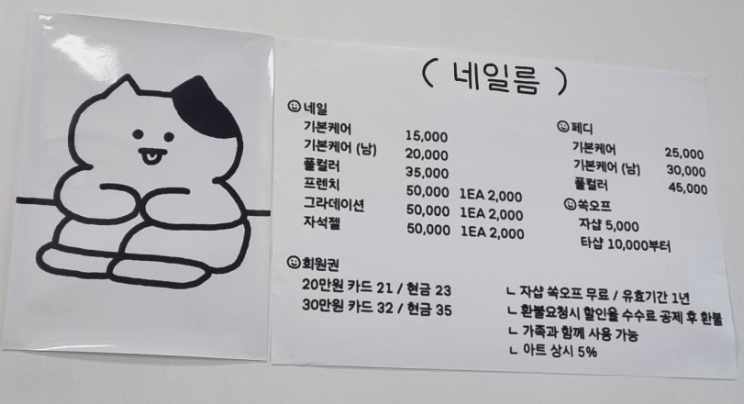 ( 네일름 )
네일
기본케어 15,000
기본케어 (남) 20,000
풀컬러 35,000
프렌치 50,000 1EA 2,000
그라데이션 50,000 1EA 2,000
자석젤 50,000 1EA 2,000
페디
기본케어 25,000
기본케어 (남) 30,000
풀컬러 45,000
쏙오프
자샵 5,000
타샵 10,000부터
회원권
20만원 카드 21 / 현금 23
30만원 카드 32 / 현금 35
ㄴ 자샵 쏙오프 무료 / 유효기간 1년
ㄴ 환불요청시 할인율 수수료 공제 후 환불
ㄴ 가족과 함께 사용 가능
ㄴ 아트 상시 5%